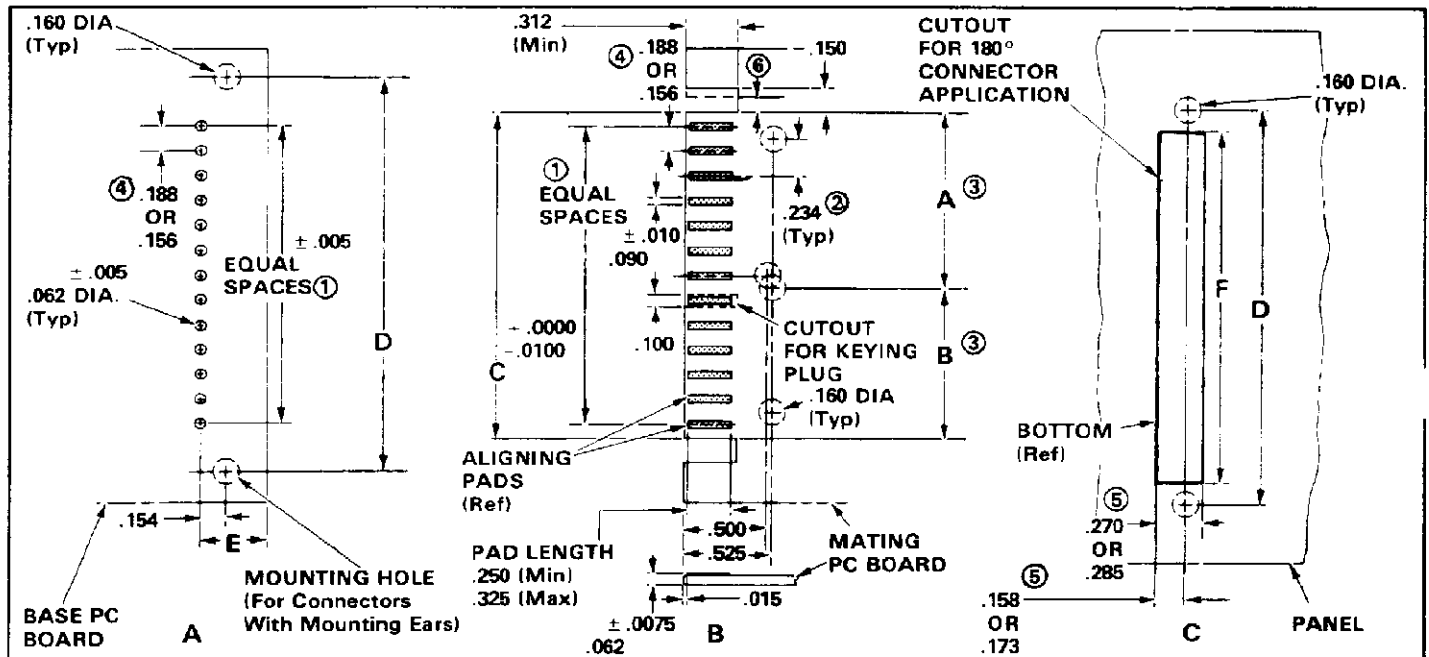 .160 DIA
(Typ)
④ .188
OR
.156
± .005
EQUAL
SPACES ①
± .005
.062 DIA.
(Typ)
D
.154
E
BASE PC
BOARD
MOUNTING HOLE
(For Connectors
With Mounting Ears)
A
.312
(Min)
④ .188
OR
.156
⑥
.150
①
EQUAL
SPACES
± .010
.090
.234 ②
(Typ)
A ③
+ .0000
- .0100
.100
C
CUTOUT
FOR KEYING
PLUG
B ③
.160 DIA
(Typ)
ALIGNING
PADS
(Ref)
PAD LENGTH
.250 (Min)
.325 (Max)
.500
.525
MATING
PC BOARD
.015
± .0075
.062
B
CUTOUT
FOR 180°
CONNECTOR
APPLICATION
.160 DIA.
(Typ)
F
D
BOTTOM
(Ref)
⑤
.270
OR
.285
⑤
.158
OR
.173
C
PANEL